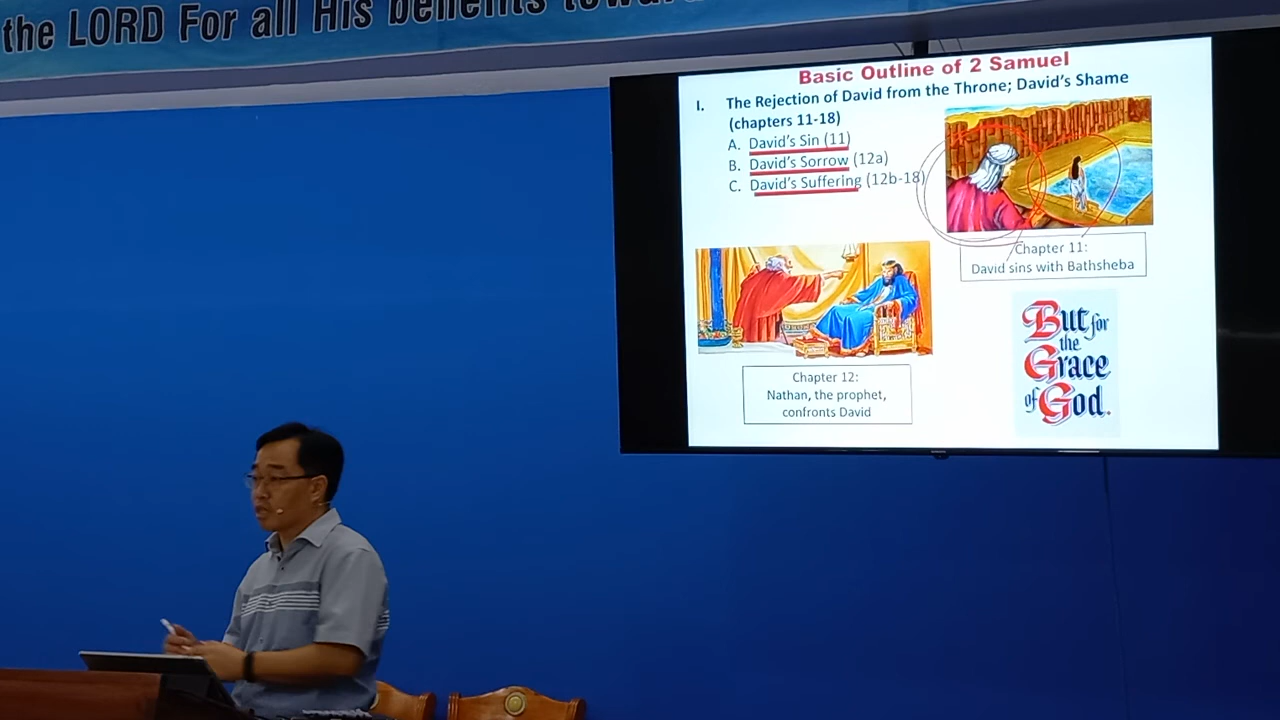 the LORD For all His benefits
Basic Outline of 2 Samuel
I. The Rejection of David from the Throne; David's Shame
(chapters 11-18)
A. David's Sin (11)
B. David's Sorrow (12a)
C. David's Suffering (12b-18)
Chapter 11:
David sins with Bathsheba
Chapter 12:
Nathan, the prophet,
confronts David
But for
the
Grace
of God.